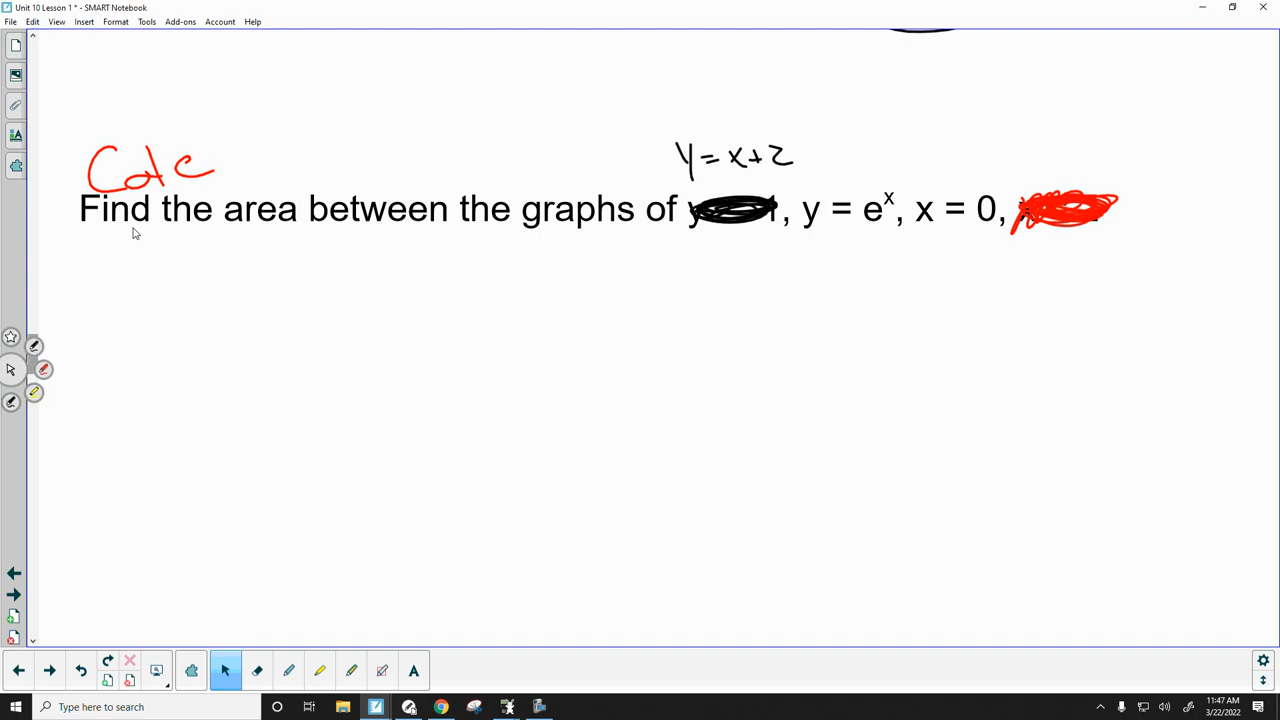 Unit 10 Lesson 1 * - SMART Notebook
File Edit View Insert Format Tools Add-ons Account Help
Calc
y = x + 2
Find the area between the graphs of , y = eˣ, x = 0,
A
Type here to search
11:47 AM
3/22/2022